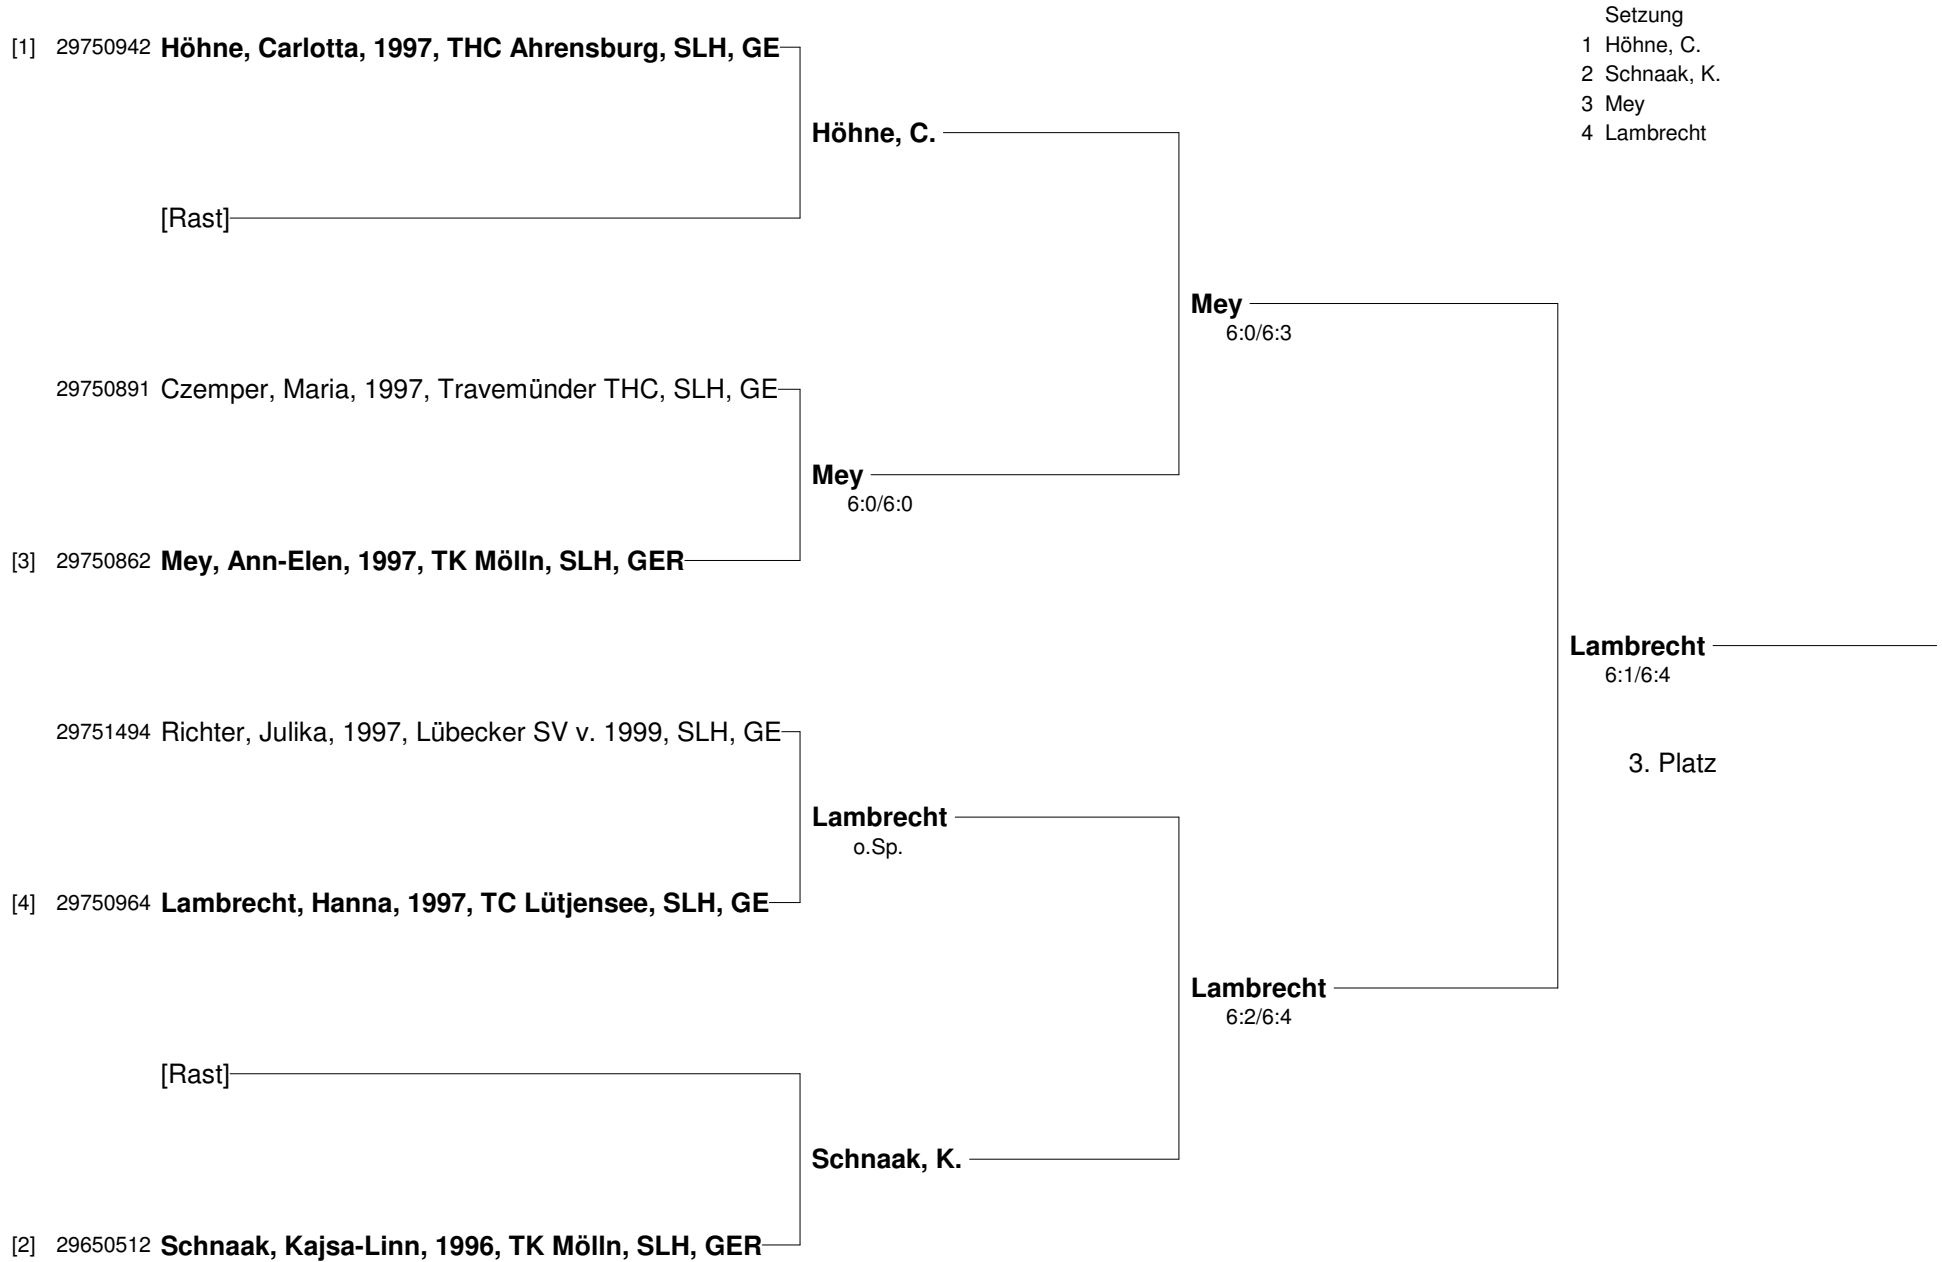 Setzung
1 Höhne, C.
2 Schnaak, K.
3 Mey
4 Lambrecht
[1] 29750942 Höhne, Carlotta, 1997, THC Ahrensburg, SLH, GE
Höhne, C.
[Rast]
Mey
6:0/6:3
29750891 Czemper, Maria, 1997, Travemünder THC, SLH, GE
Mey
6:0/6:0
[3] 29750862 Mey, Ann-Elen, 1997, TK Mölln, SLH, GER
Lambrecht
6:1/6:4
29751494 Richter, Julika, 1997, Lübecker SV v. 1999, SLH, GE
3. Platz
Lambrecht
o.Sp.
[4] 29750964 Lambrecht, Hanna, 1997, TC Lütjensee, SLH, GE
Lambrecht
6:2/6:4
[Rast]
Schnaak, K.
[2] 29650512 Schnaak, Kajsa-Linn, 1996, TK Mölln, SLH, GER